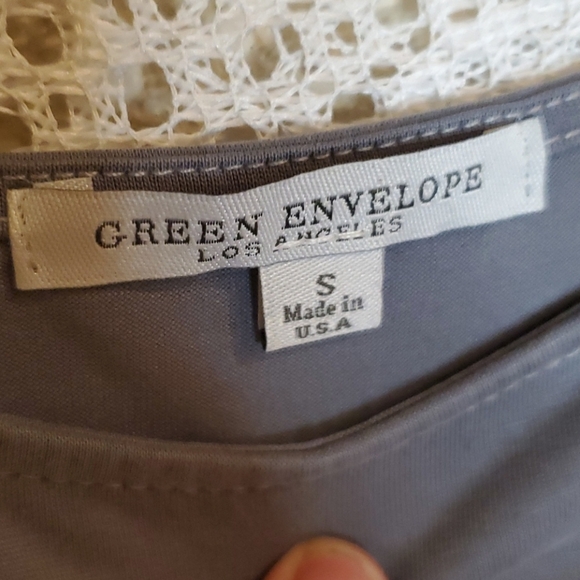 GREEN ENVELOPE
LOS ANGELES
S
Made in
U.S.A